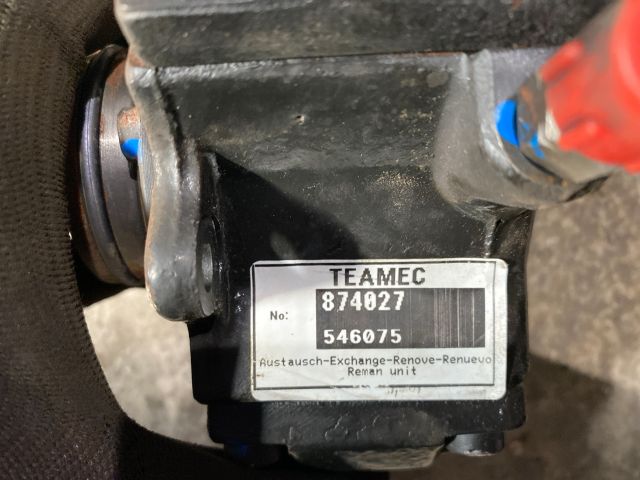 TEAMEC
No: 874027
546075
Austausch-Exchange-Renove-Renuevo
Reman unit